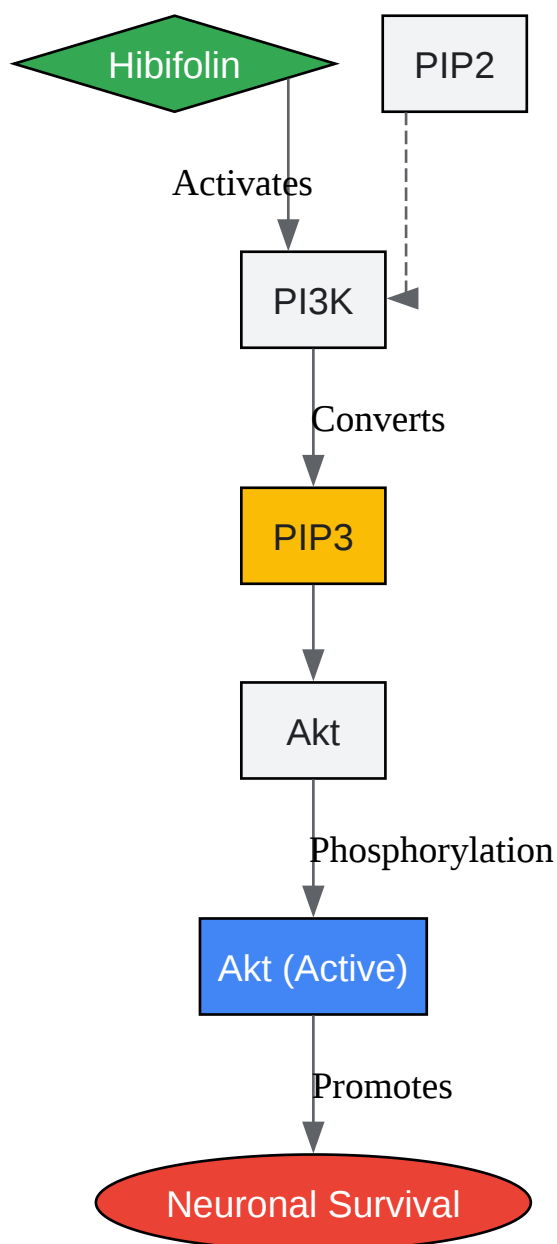 Hibifolin
PIP2
Activates
PI3K
Converts
PIP3
Akt
Phosphorylation
Akt (Active)
Promotes
Neuronal Survival